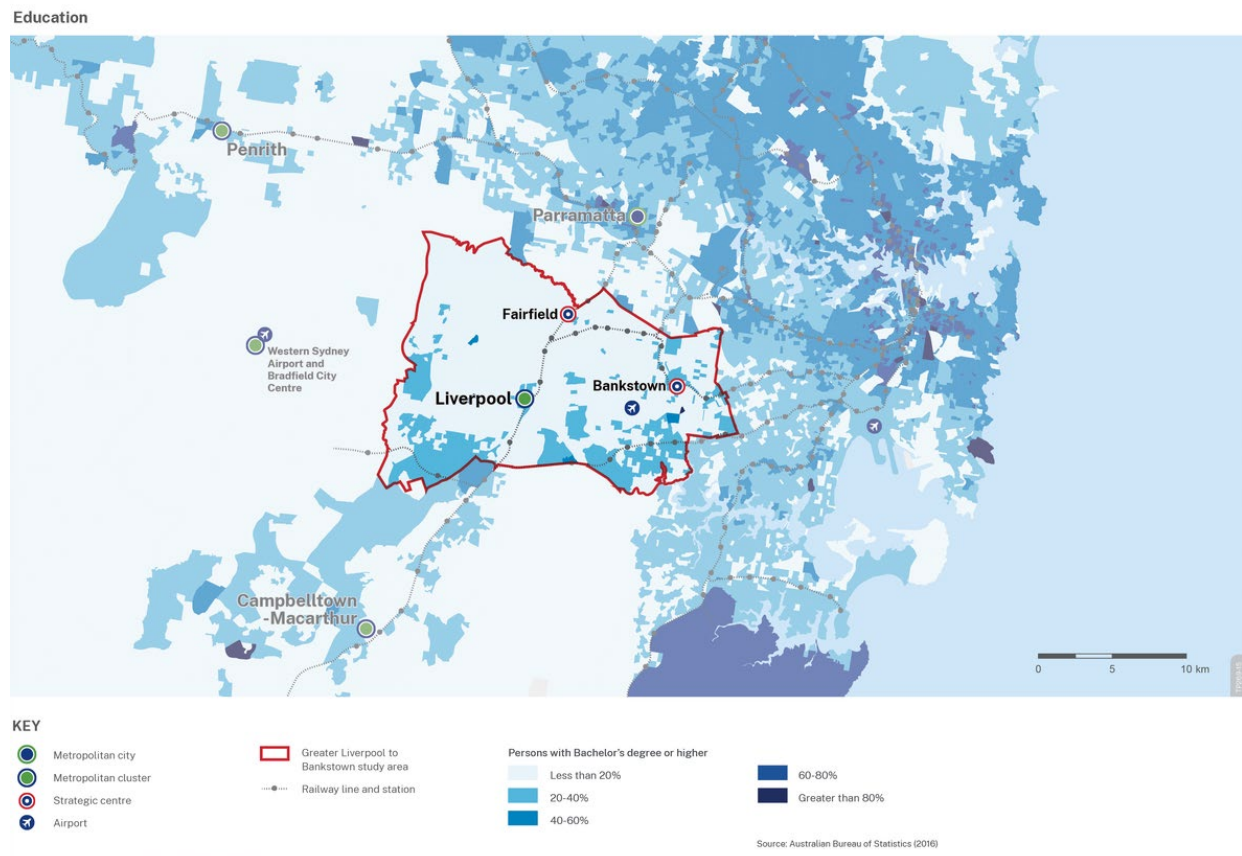 Education
Penrith
Parramatta
Fairfield
Western Sydney
Airport and
Bradfield City
Centre
Liverpool
Bankstown
Campbelltown
-Macarthur
0
5
10 km
KEY
Metropolitan city
Metropolitan cluster
Strategic centre
Airport
Greater Liverpool to
Bankstown study area
Railway line and station
Persons with Bachelor's degree or higher
Less than 20%
20-40%
40-60%
60-80%
Greater than 80%
Source: Australian Bureau of Statistics (2016)